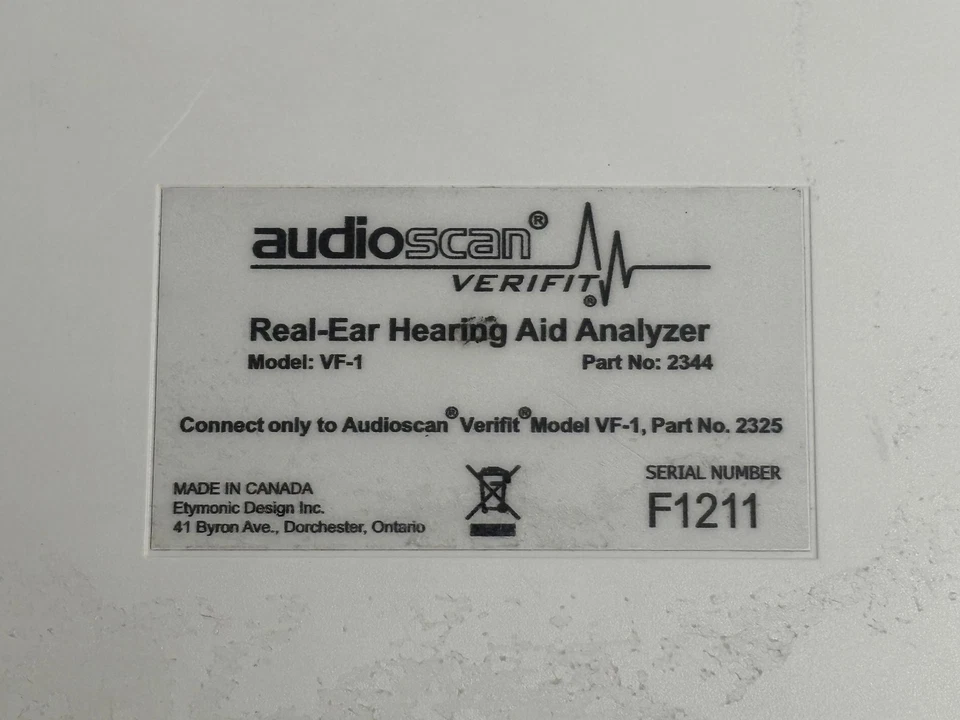 audioscan®
VERIFIT®
Real-Ear Hearing Aid Analyzer
Model: VF-1 Part No: 2344
Connect only to Audioscan® Verifit® Model VF-1, Part No. 2325
MADE IN CANADA
Etymonic Design Inc.
41 Byron Ave., Dorchester, Ontario
SERIAL NUMBER
F1211